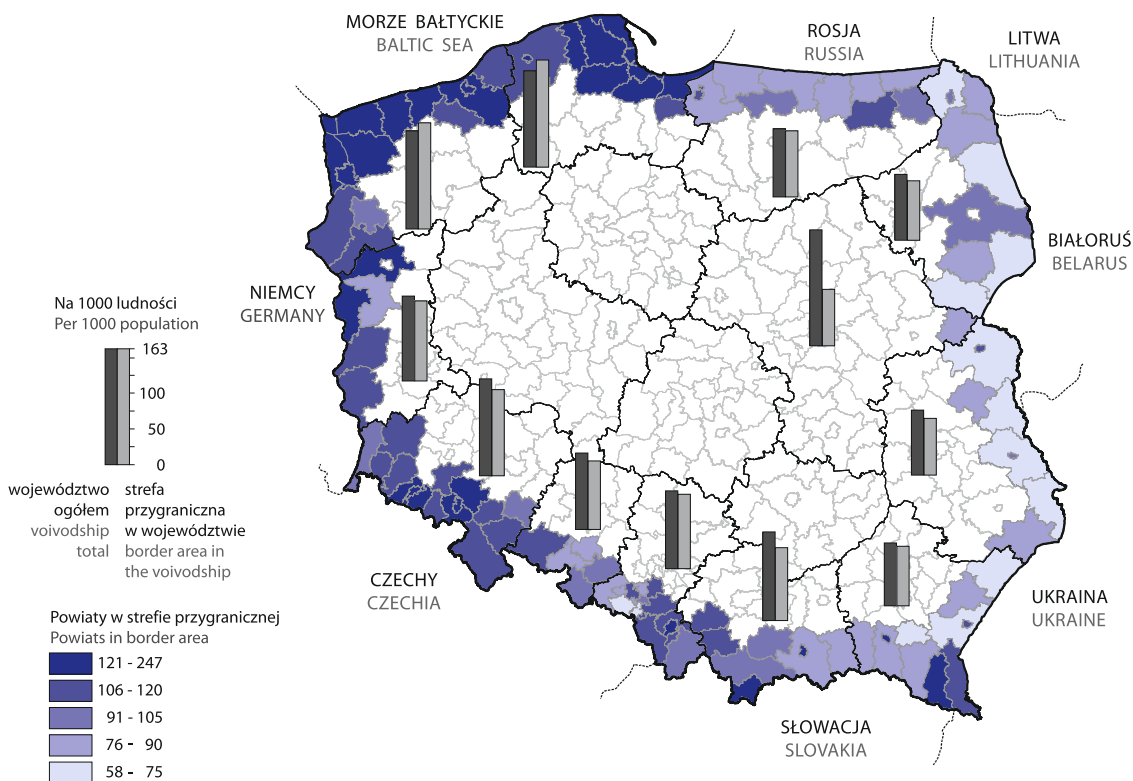 MORZE BAŁTYCKIE
BALTIC SEA
ROSJA
RUSSIA
LITWA
LITHUANIA
BIAŁORUŚ
BELARUS
NIEMCY
GERMANY
Na 1000 ludności
Per 1000 population
163
100
50
0
województwo
ogółem
voivodship
total
strefa
przygraniczna
w województwie
border area in
the voivodship
CZECHY
CZECHIA
UKRAINA
UKRAINE
SŁOWACJA
SLOVAKIA
Powiaty w strefie przygranicznej
Powiats in border area
121 - 247
106 - 120
91 - 105
76 - 90
58 - 75